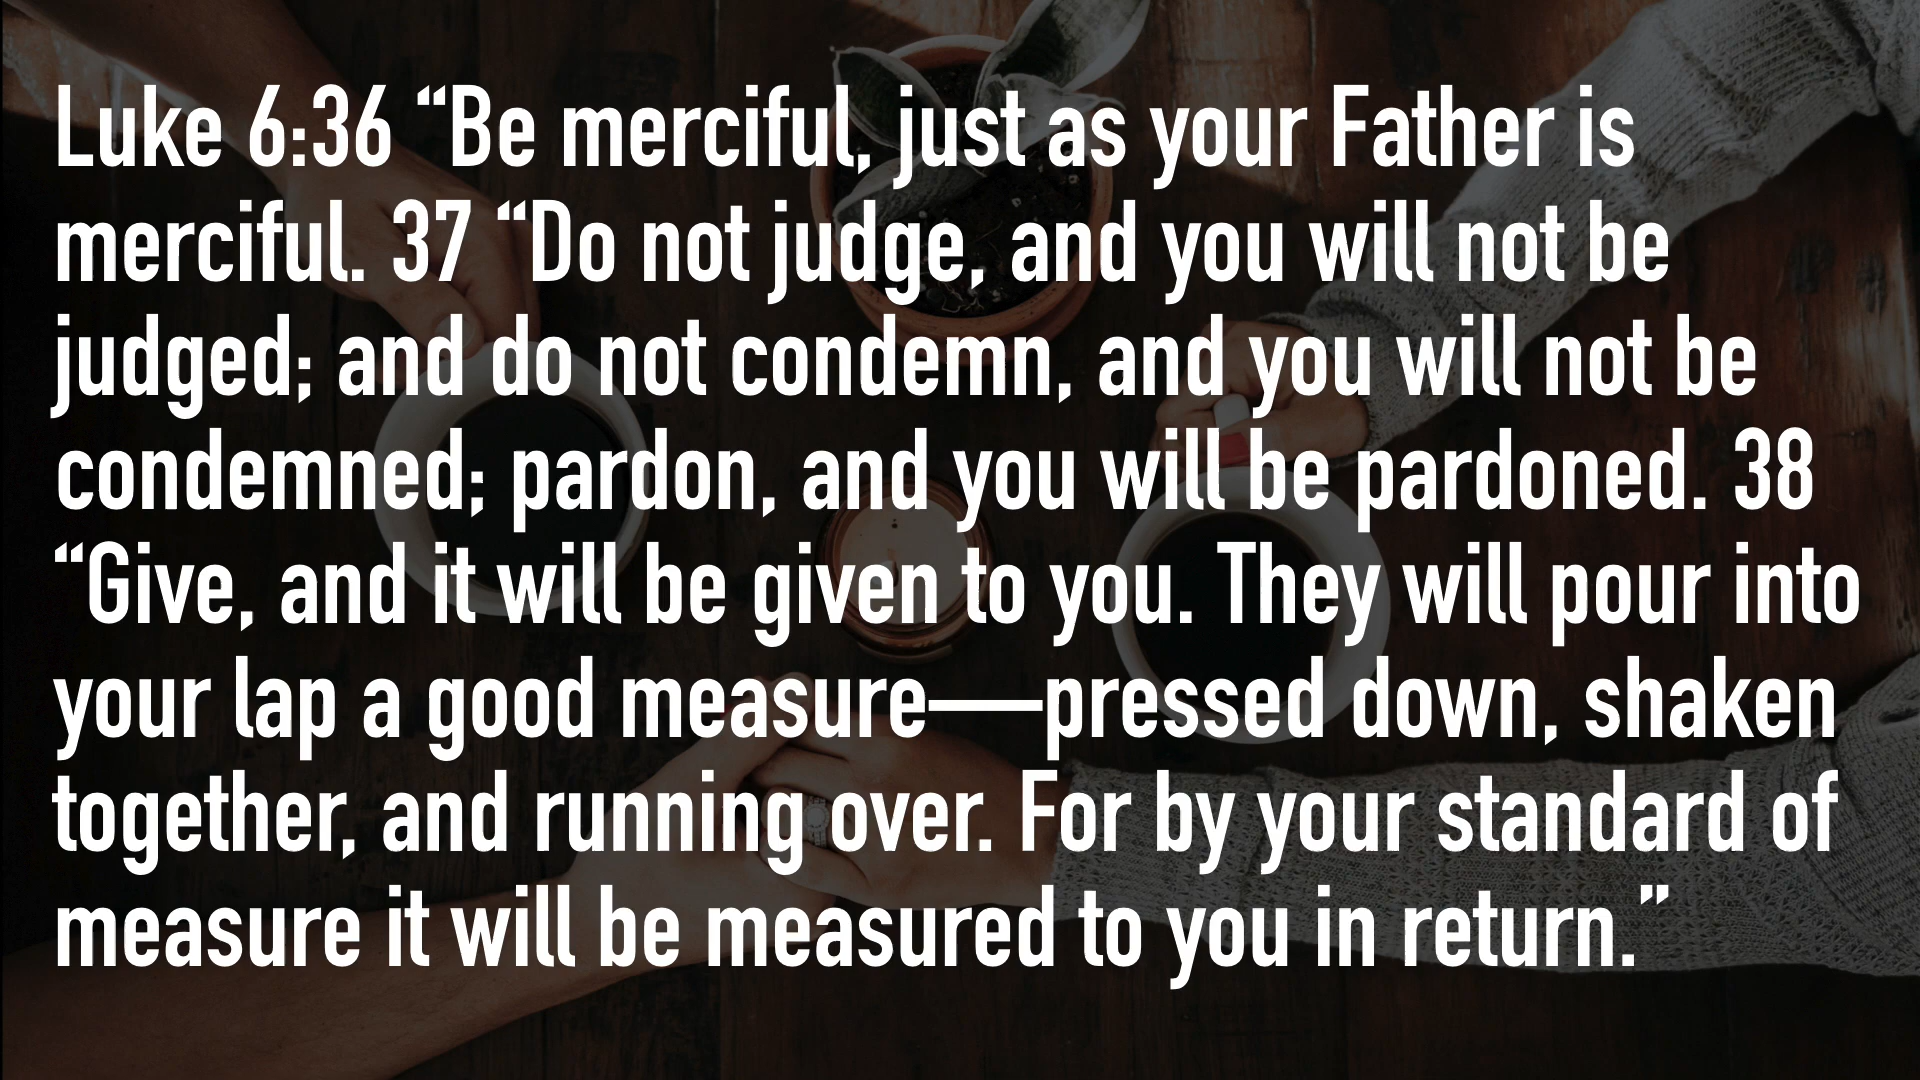 Luke 6:36 “Be merciful, just as your Father is
merciful. 37 “Do not judge, and you will not be
judged; and do not condemn, and you will not be
condemned; pardon, and you will be pardoned. 38
“Give, and it will be given to you. They will pour into
your lap a good measure—pressed down, shaken
together, and running over. For by your standard of
measure it will be measured to you in return.”